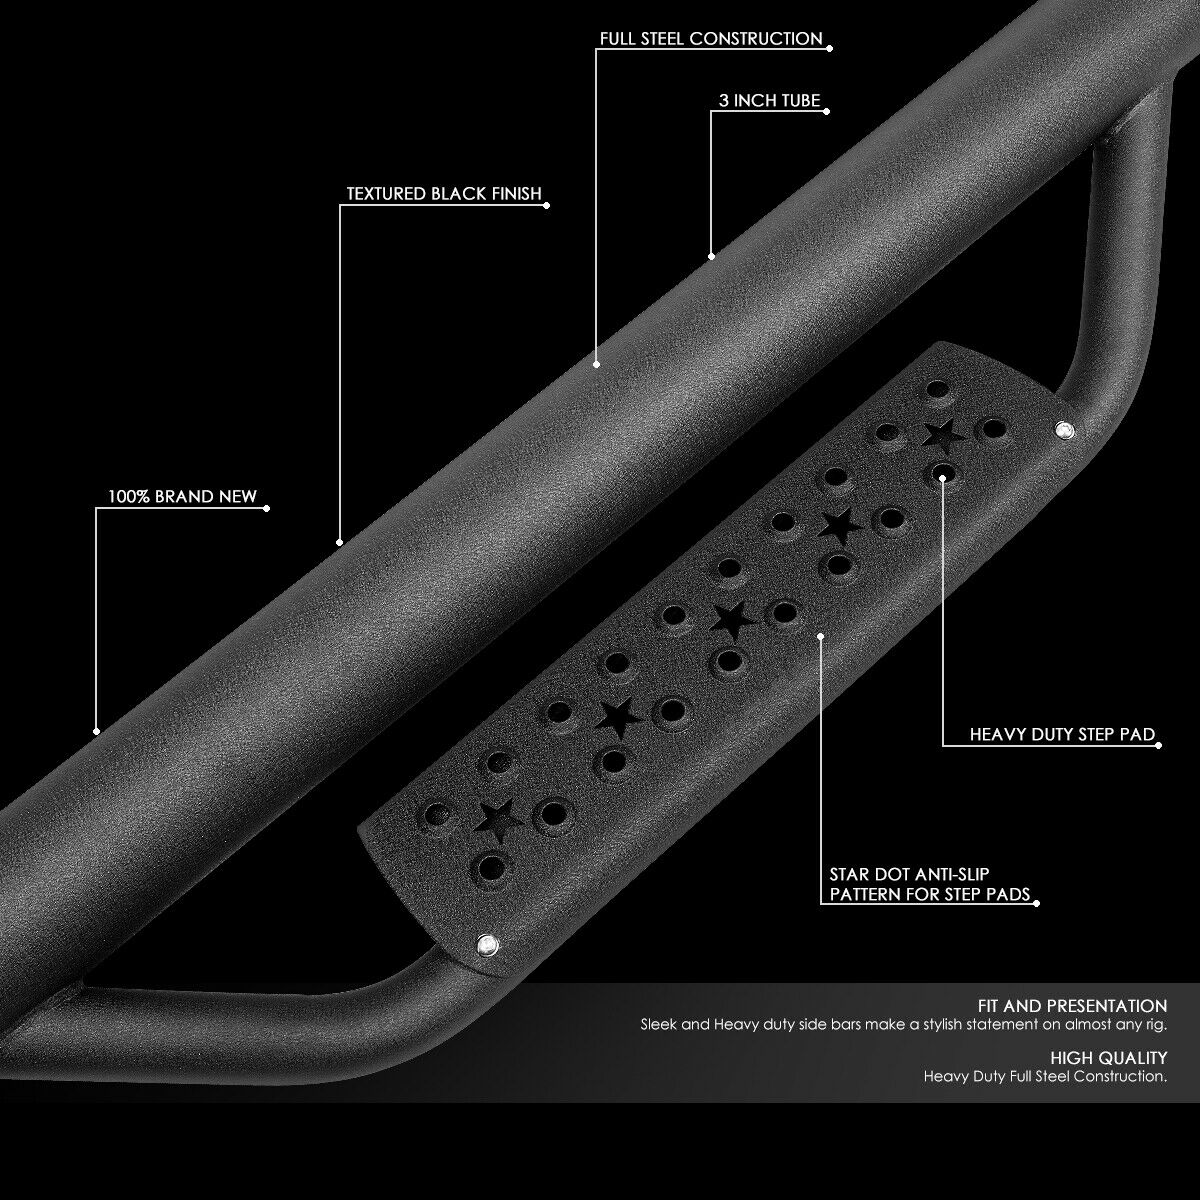 FULL STEEL CONSTRUCTION
3 INCH TUBE
TEXTURED BLACK FINISH
100% BRAND NEW
HEAVY DUTY STEP PAD
STAR DOT ANTI-SLIP
PATTERN FOR STEP PADS
FIT AND PRESENTATION
Sleek and Heavy duty side bars make a stylish statement on almost any rig.
HIGH QUALITY
Heavy Duty Full Steel Construction.